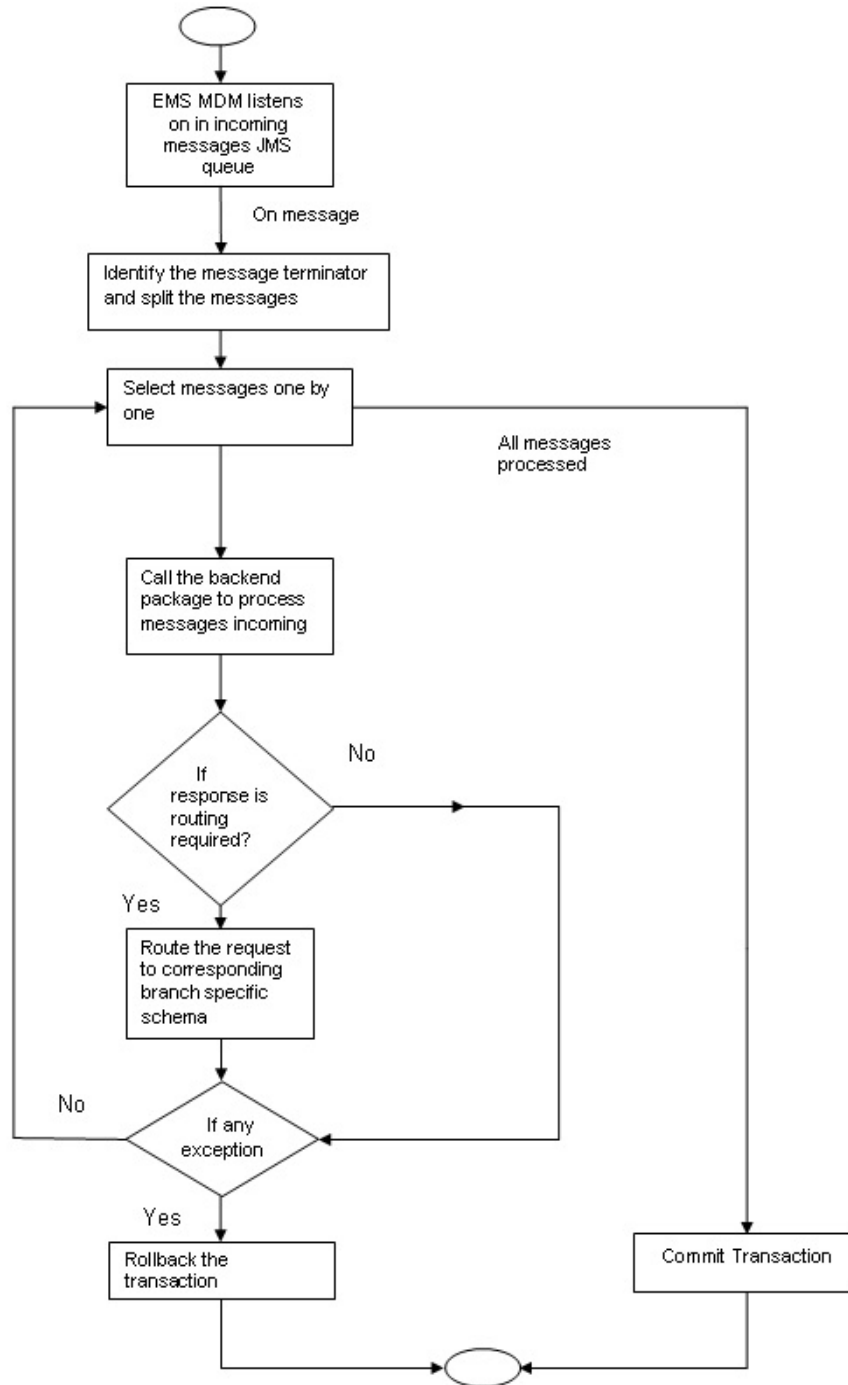 EMS MDM listens
on in incoming
messages JMS
queue
On message
Identify the message terminator
and split the messages
Select messages one by
one
All messages
processed
Call the backend
package to process
messages incoming
If
response is
routing
required?
No
Yes
Route the request
to corresponding
branch specific
schema
No
If any
exception
Yes
Rollback the
transaction
Commit Transaction